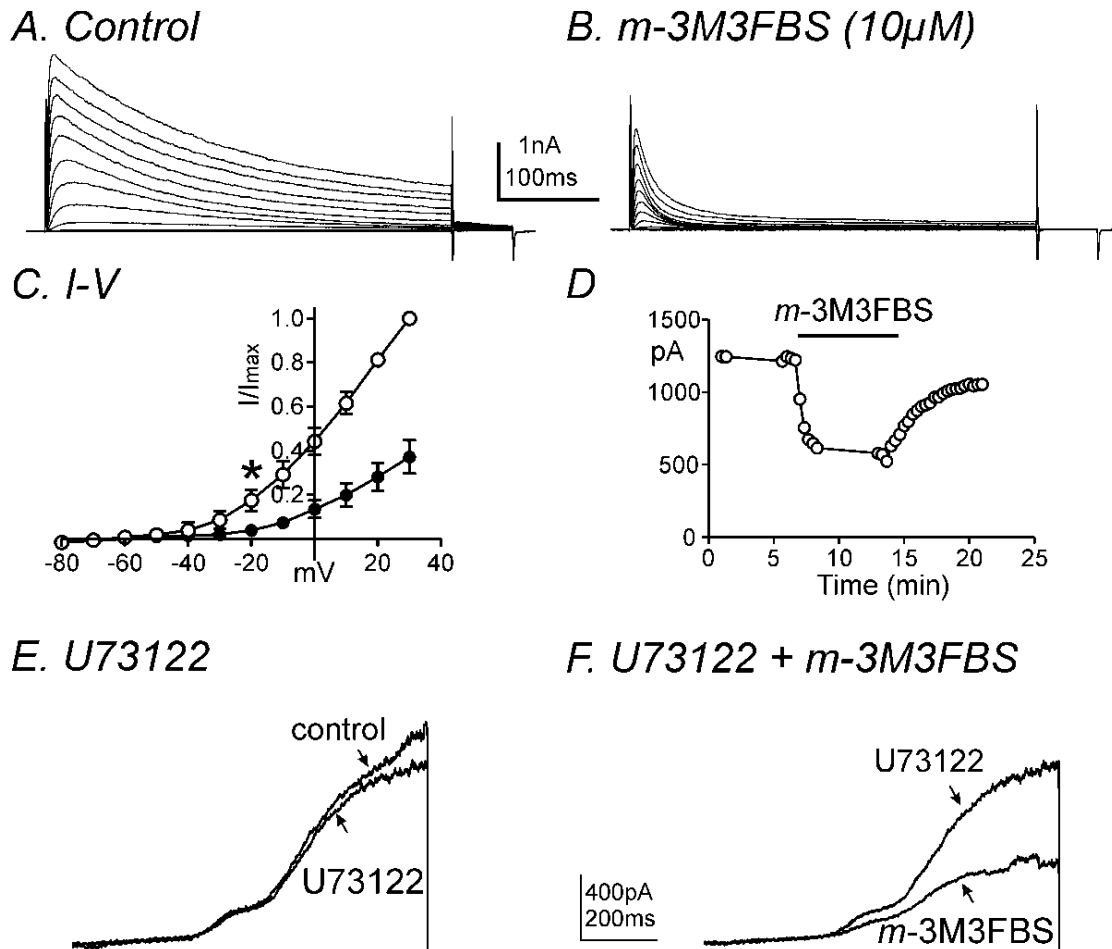 A. Control
B. m-3M3FBS (10µM)
1nA
100ms
C. I-V
I/Imax
1.0
0.8
0.6
0.4
0.2
*
-80 -60 -40 -20 20 40
mV
D
m-3M3FBS
1500
pA
1000
500
0
0 5 10 15 20 25
Time (min)
E. U73122
control
U73122
F. U73122 + m-3M3FBS
U73122
400pA
200ms
m-3M3FBS